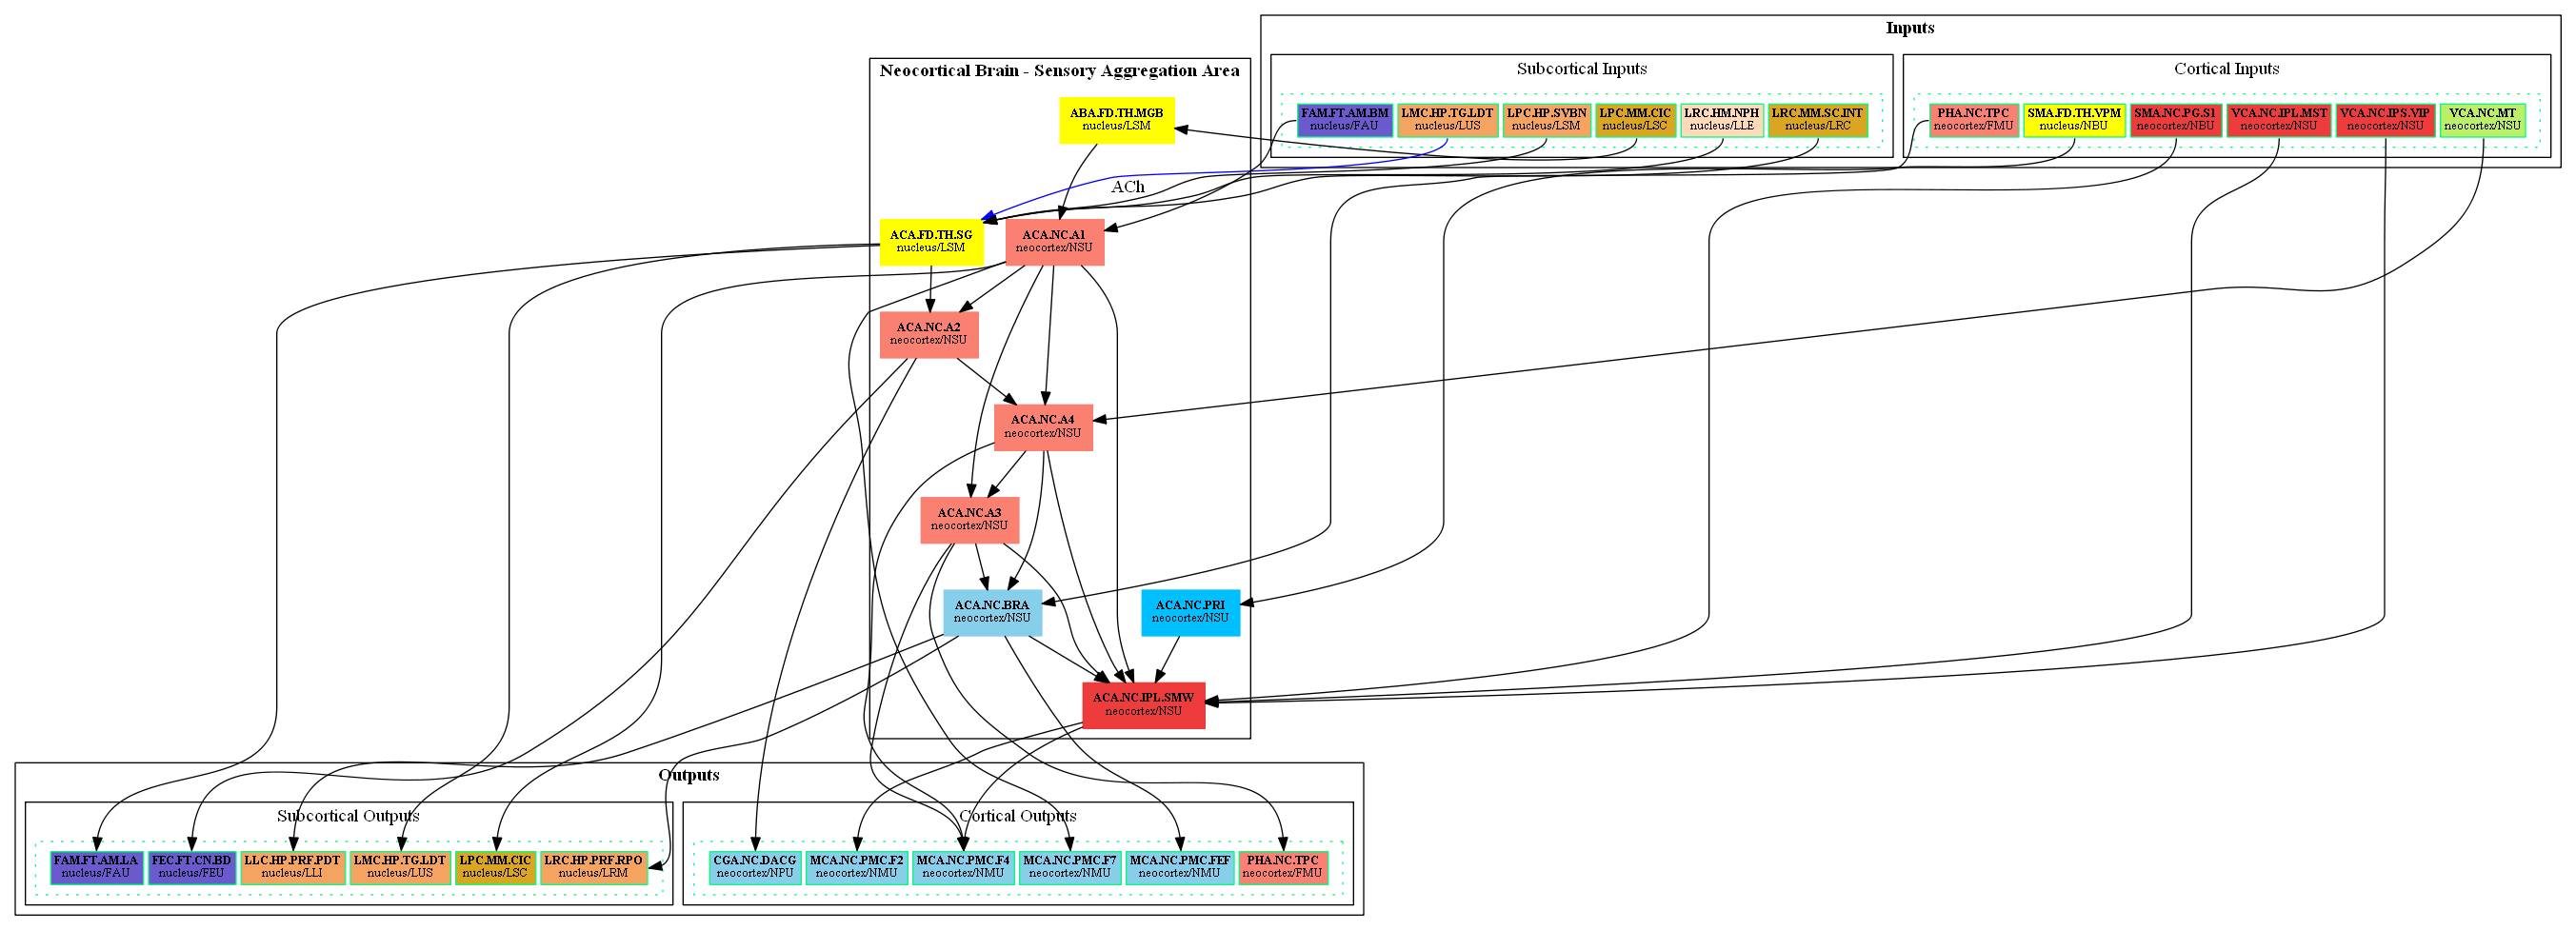 Inputs
Subcortical Inputs
Cortical Inputs
FAM.FT.AM.BM
nucleus/FAU
LMC.HP.TG.LDT
nucleus/LUS
LPC.HP.SVBN
nucleus/LSM
LPC.MM.CIC
nucleus/LSC
LRC.HM.NPH
nucleus/LLE
LRC.MM.SC.INT
nucleus/LRC
PHA.NC.TPC
neocortex/FMU
SMA.FD.TH.VPM
nucleus/NBU
SMA.NC.PG.S1
neocortex/NBU
VCA.NC.IPL.MST
neocortex/NSU
VCA.NC.IPS.VIP
neocortex/NSU
VCA.NC.MT
neocortex/NSU
Neocortical Brain - Sensory Aggregation Area
ABA.FD.TH.MGB
nucleus/LSM
ACh
ACA.FD.TH.SG
nucleus/LSM
ACA.NC.A1
neocortex/NSU
ACA.NC.A2
neocortex/NSU
ACA.NC.A4
neocortex/NSU
ACA.NC.A3
neocortex/NSU
ACA.NC.BRA
neocortex/NSU
ACA.NC.PRI
neocortex/NSU
ACA.NC.IPL.SMW
neocortex/NSU
Outputs
Subcortical Outputs
Cortical Outputs
FAM.FT.AM.LA
nucleus/FAU
FEC.FT.CN.BD
nucleus/FEU
LLC.HP.PRF.PDT
nucleus/LLI
LMC.HP.TG.LDT
nucleus/LUS
LPC.MM.CIC
nucleus/LSC
LRC.HP.PRF.RPO
nucleus/LRM
CGA.NC.DACG
neocortex/NPU
MCA.NC.PMC.F2
neocortex/NMU
MCA.NC.PMC.F4
neocortex/NMU
MCA.NC.PMC.F7
neocortex/NMU
MCA.NC.PMC.FEF
neocortex/NMU
PHA.NC.TPC
neocortex/FMU